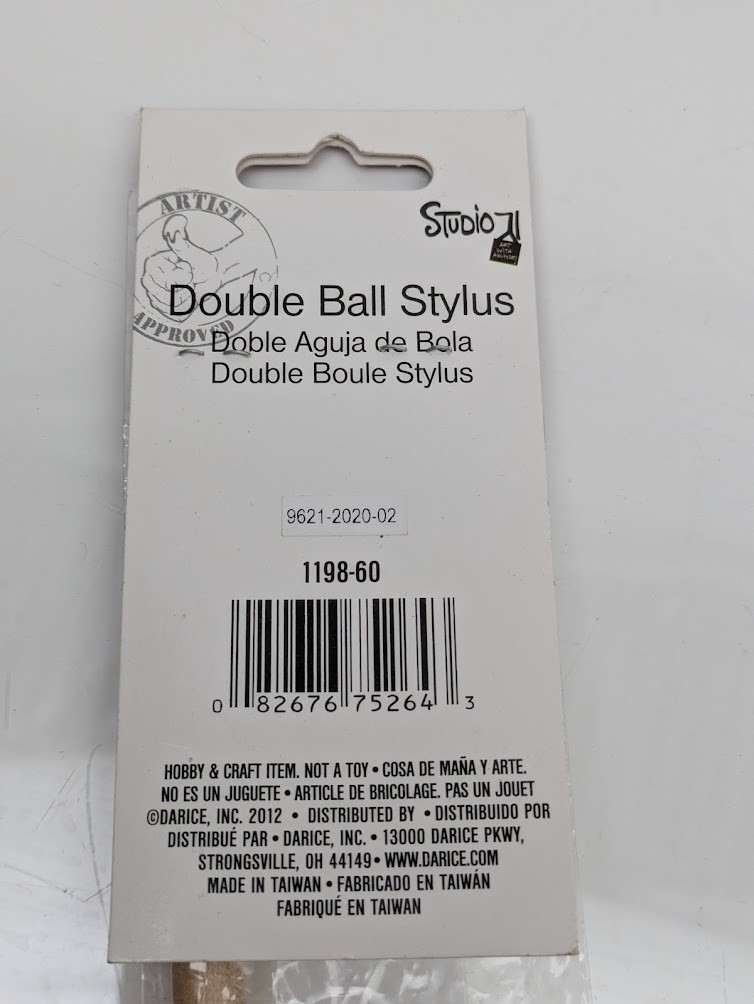 ARTIST
APPROVED
STUDIO 71
ART
WITH
Double Ball Stylus
Doble Aguja de Bola
Double Boule Stylus
9621-2020-02
1198-60
0 82676 75264 3
HOBBY & CRAFT ITEM. NOT A TOY • COSA DE MAÑA Y ARTE.
NO ES UN JUGUETE • ARTICLE DE BRICOLAGE. PAS UN JOUET
©DARICE, INC. 2012 • DISTRIBUTED BY • DISTRIBUIDO POR
DISTRIBUÉ PAR • DARICE, INC. • 13000 DARICE PKWY,
STRONGSVILLE, OH 44149 • WWW.DARICE.COM
MADE IN TAIWAN • FABRICADO EN TAIWÁN
FABRIQUÉ EN TAIWAN